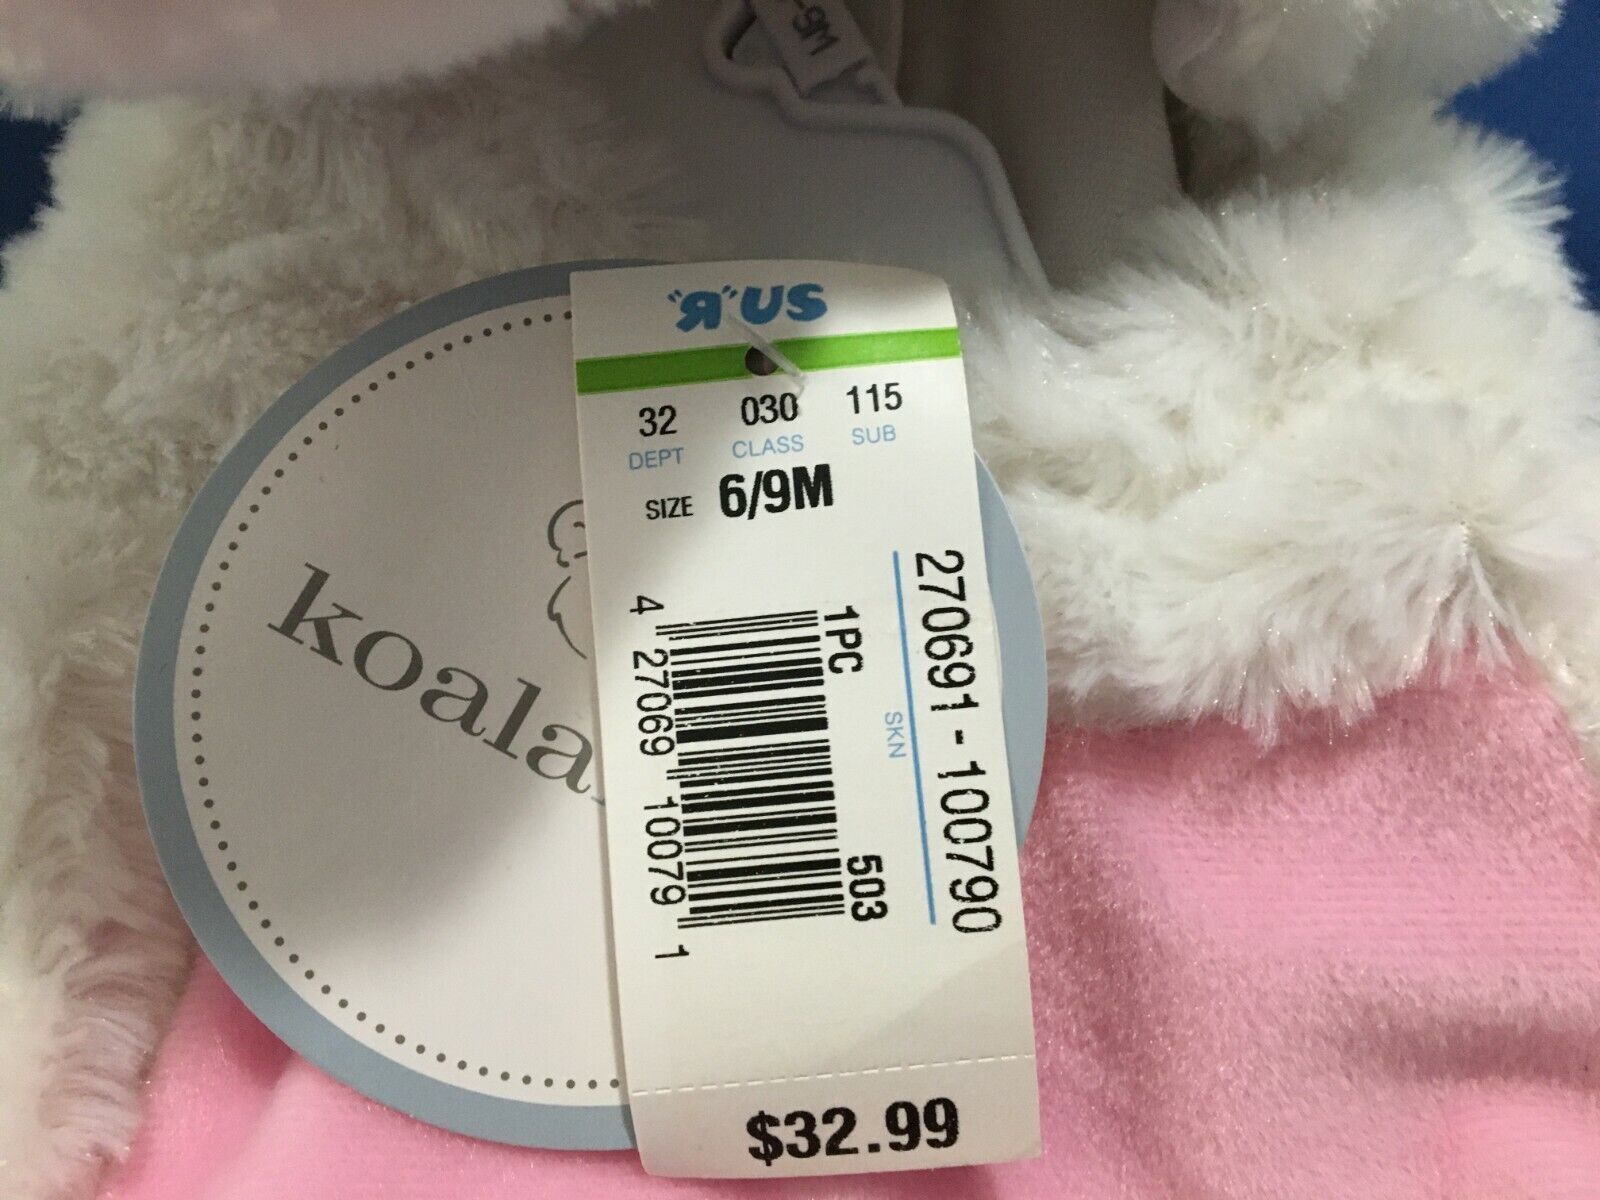 -9M
"R"US
32 030 115
DEPT CLASS SUB
SIZE 6/9M
koala
270691-100790
SKN
1PC 503
4 27069 10079 1
$32.99